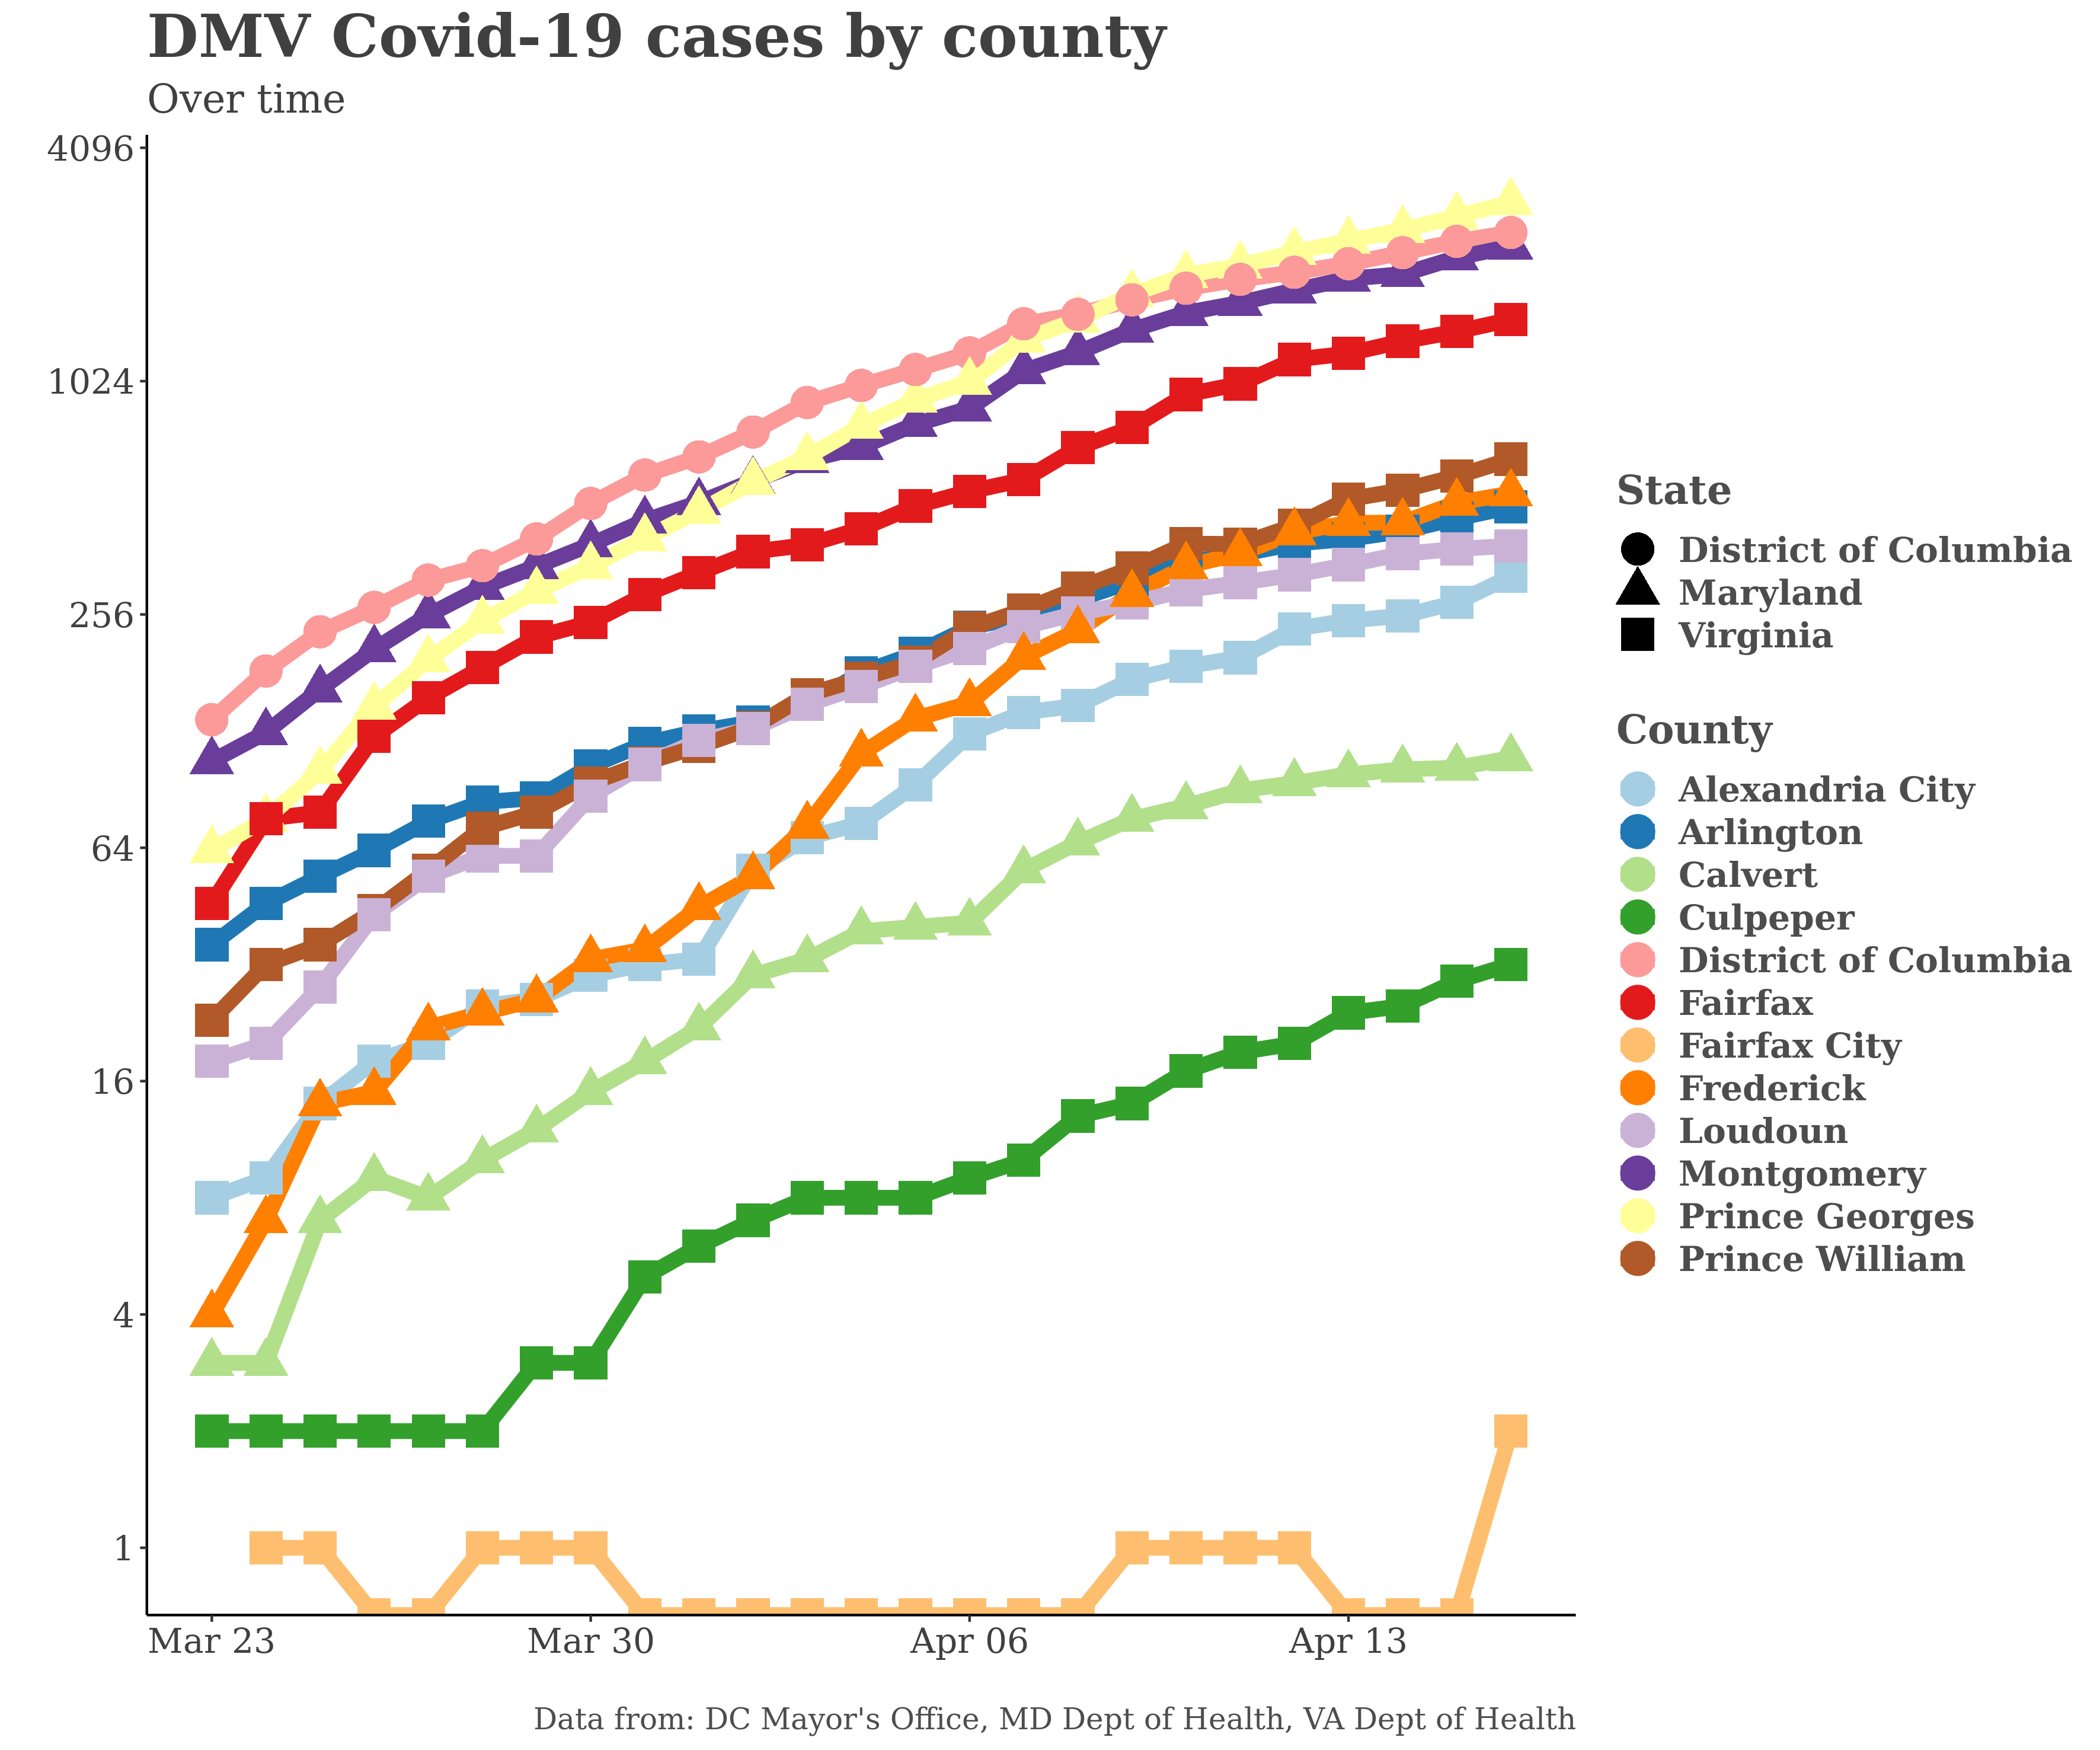 DMV Covid-19 cases by county
Over time
4096
1024
256
64
16
4
1
Mar 23
Mar 30
Apr 06
Apr 13
State
District of Columbia
Maryland
Virginia
County
Alexandria City
Arlington
Calvert
Culpeper
District of Columbia
Fairfax
Fairfax City
Frederick
Loudoun
Montgomery
Prince Georges
Prince William
Data from: DC Mayor's Office, MD Dept of Health, VA Dept of Health